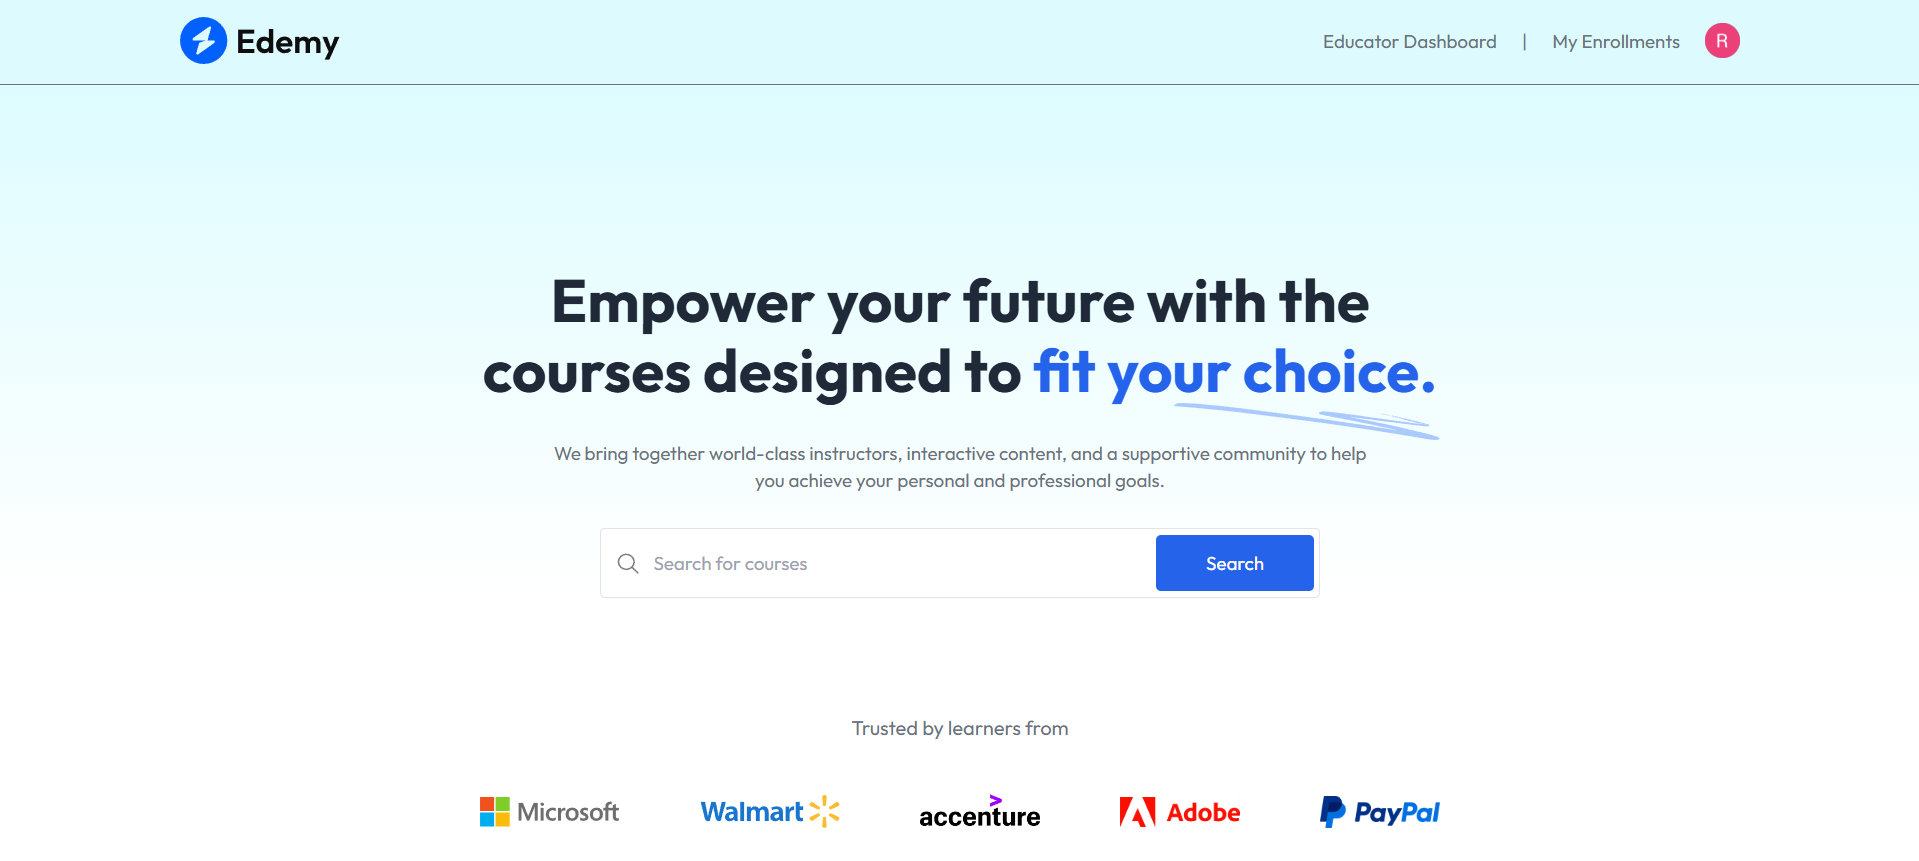 Edemy
Educator Dashboard | My Enrollments R
Empower your future with the
courses designed to fit your choice.
We bring together world-class instructors, interactive content, and a supportive community to help
you achieve your personal and professional goals.
Search for courses
Search
Trusted by learners from
Microsoft
Walmart
accenture
Adobe
PayPal